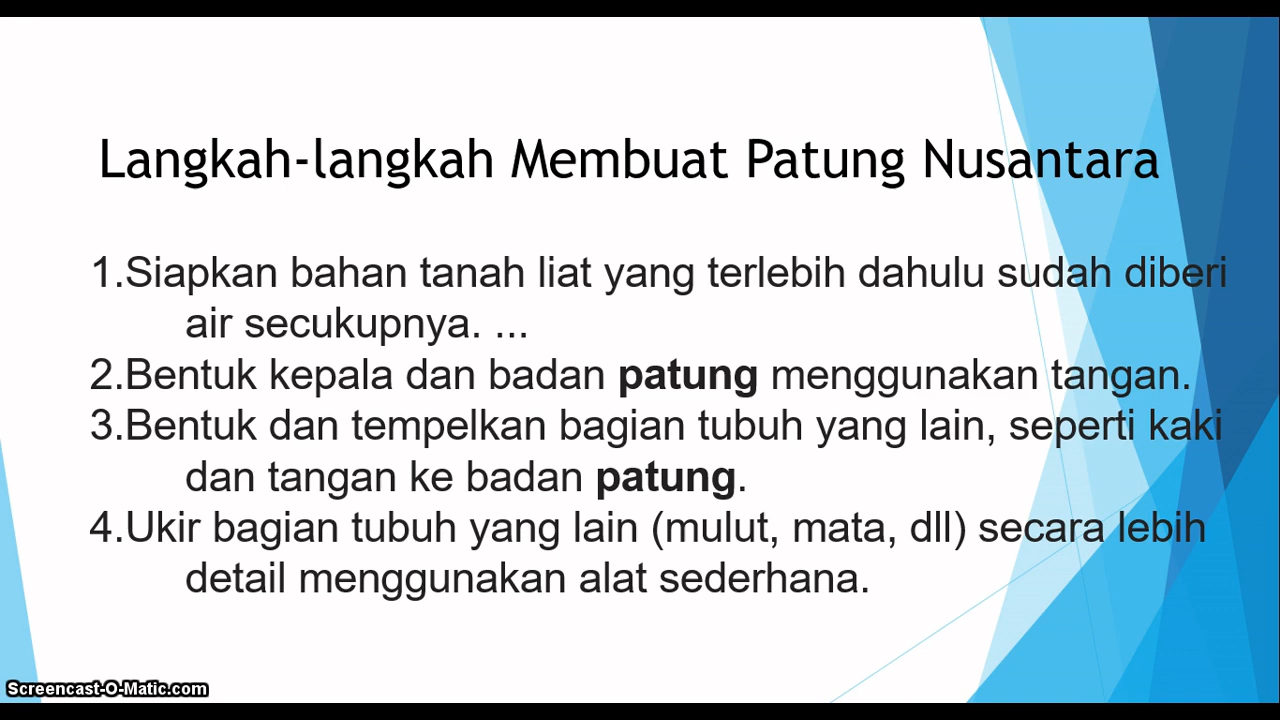 Langkah-langkah Membuat Patung Nusantara
1.Siapkan bahan tanah liat yang terlebih dahulu sudah diberi
air secukupnya. ...
2.Bentuk kepala dan badan patung menggunakan tangan.
3.Bentuk dan tempelkan bagian tubuh yang lain, seperti kaki
dan tangan ke badan patung.
4.Ukir bagian tubuh yang lain (mulut, mata, dll) secara lebih
detail menggunakan alat sederhana.
Screencast-O-Matic.com